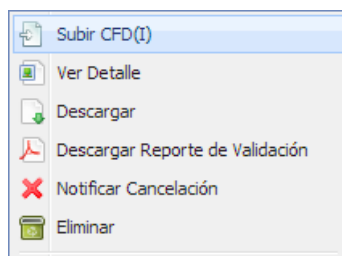 Subir CFD(I)
Ver Detalle
Descargar
Descargar Reporte de Validación
Notificar Cancelación
Eliminar